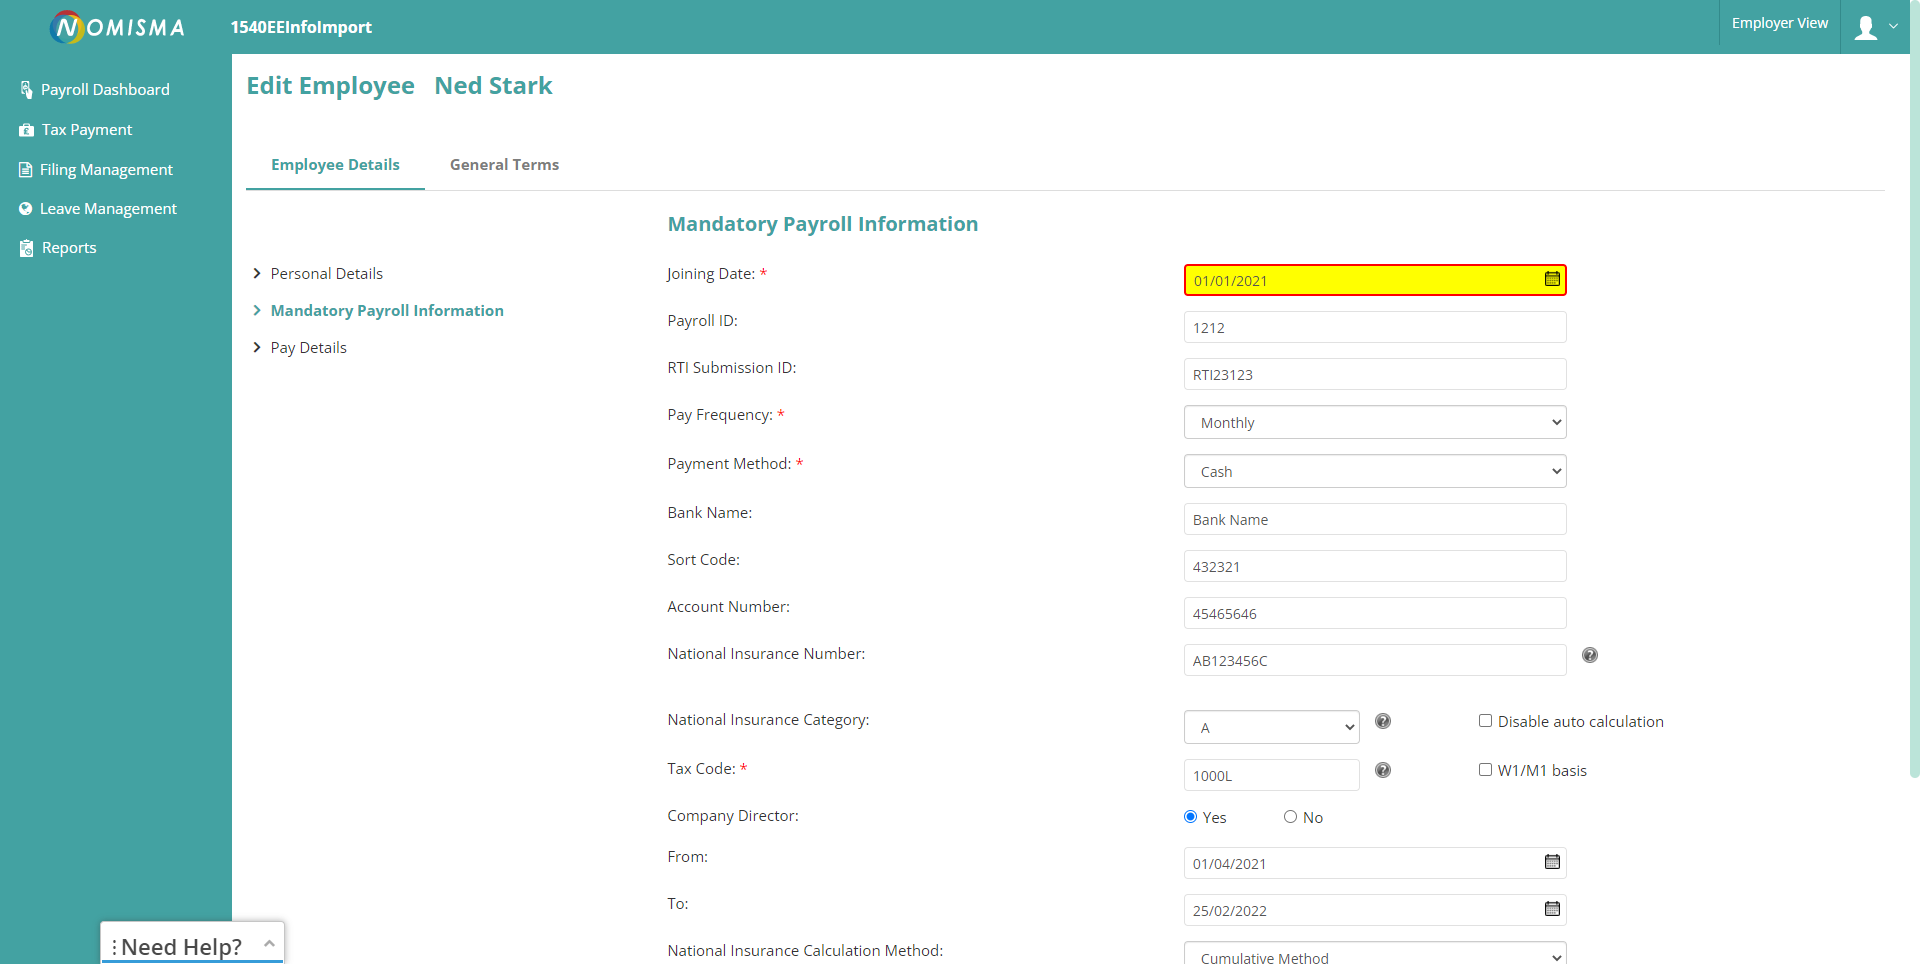 NOMISMA
1540EEInfoImport
Employer View
Payroll Dashboard
Tax Payment
Filing Management
Leave Management
Reports
Edit Employee Ned Stark
Employee Details
General Terms
Personal Details
Mandatory Payroll Information
Pay Details
Mandatory Payroll Information
Joining Date: * 01/01/2021
Payroll ID: 1212
RTI Submission ID: RTI23123
Pay Frequency: * Monthly
Payment Method: * Cash
Bank Name: Bank Name
Sort Code: 432321
Account Number: 45465646
National Insurance Number: AB123456C ?
National Insurance Category: A ? Disable auto calculation
Tax Code: * 1000L ? W1/M1 basis
Company Director: Yes No
From: 01/04/2021
To: 25/02/2022
National Insurance Calculation Method: Cumulative Method
Need Help?